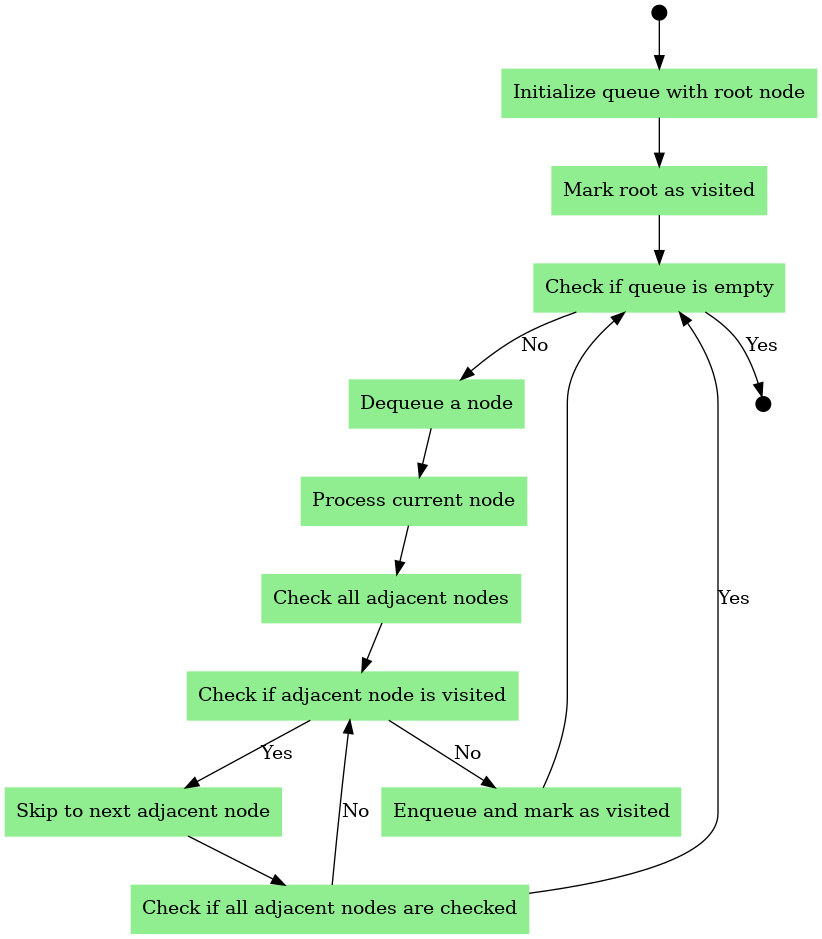 Initialize queue with root node
Mark root as visited
Check if queue is empty
No
Yes
Dequeue a node
Process current node
Check all adjacent nodes
Yes
Check if adjacent node is visited
Yes
No
Skip to next adjacent node
No
Enqueue and mark as visited
Check if all adjacent nodes are checked